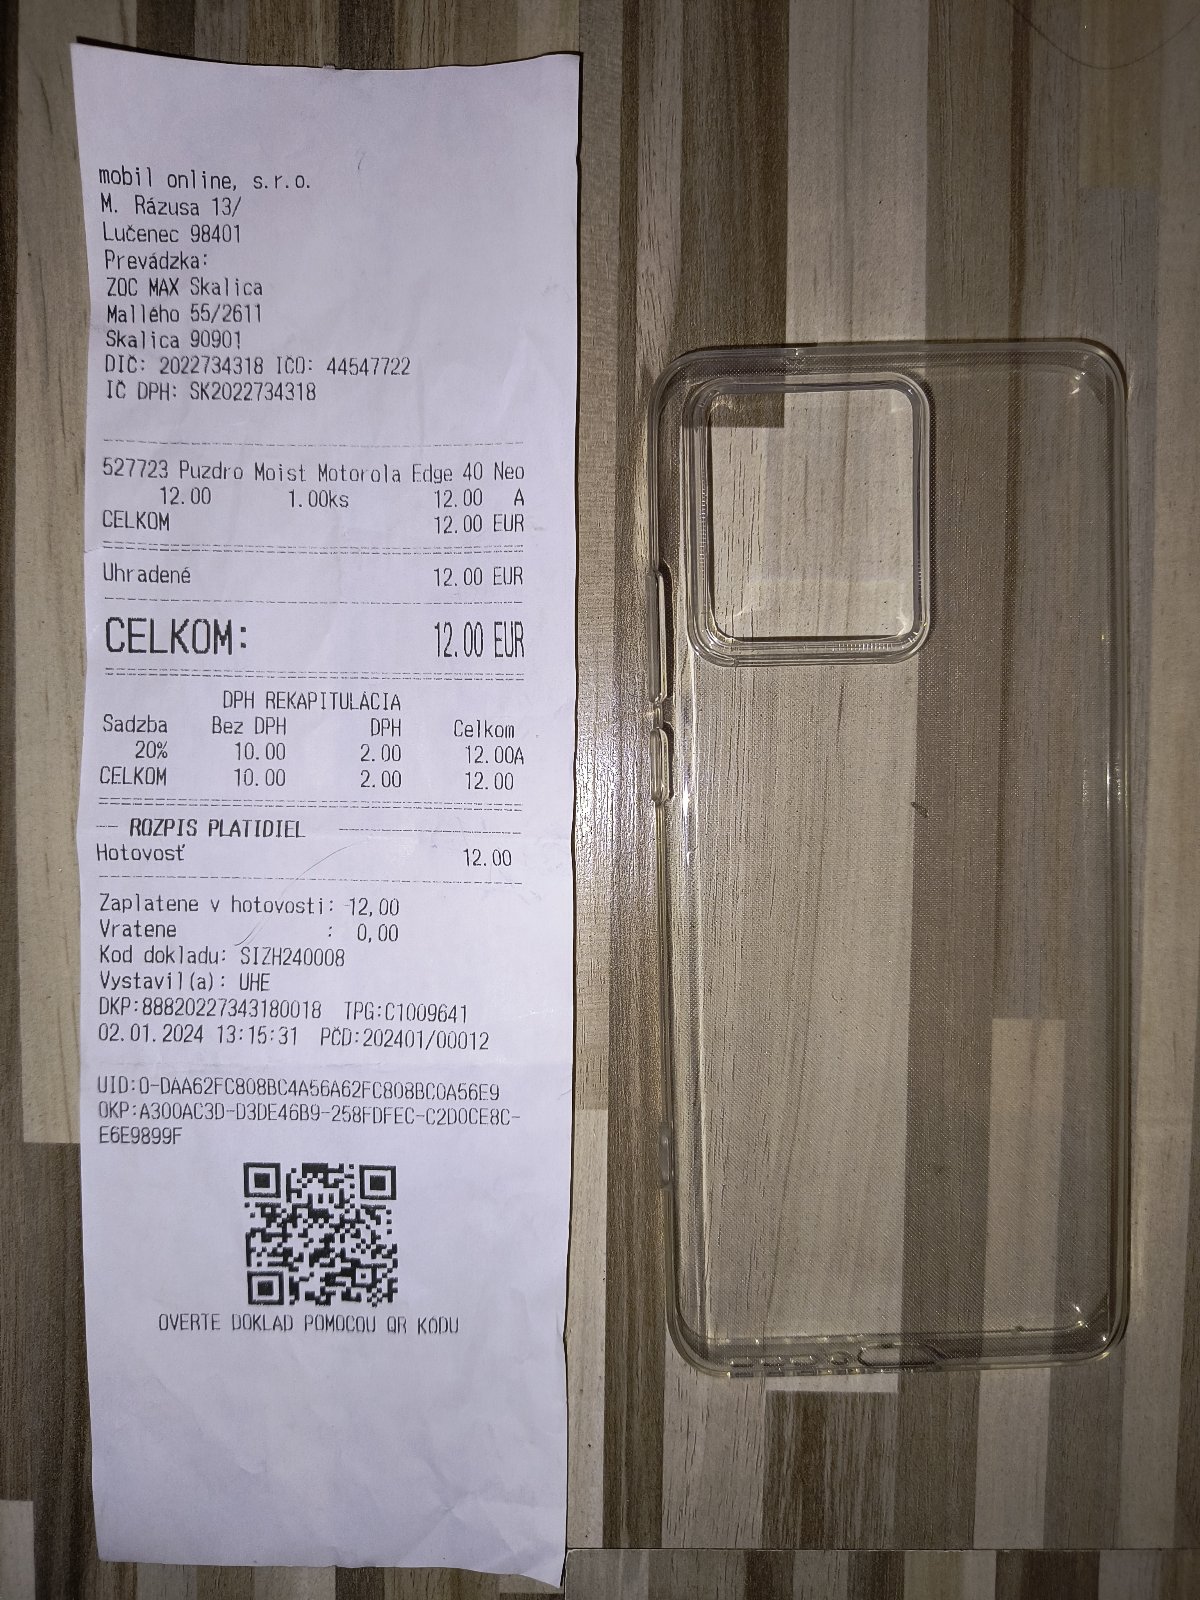 mobil online, s.r.o.
M. Rázusa 13/
Lučenec 98401
Prevádzka:
ZOC MAX Skalica
Mallého 55/2611
Skalica 90901
DIČ: 2022734318 IČO: 44547722
IČ DPH: SK2022734318
527723 Puzdro Moist Motorola Edge 40 Neo
12.00 1.00ks 12.00 A
CELKOM 12.00 EUR
Uhradené 12.00 EUR
CELKOM: 12.00 EUR
DPH REKAPITULÁCIA
Sadzba Bez DPH DPH Celkom
20% 10.00 2.00 12.00A
CELKOM 10.00 2.00 12.00
ROZPIS PLATIDIEL
Hotovosť 12.00
Zaplatene v hotovosti: 12,00
Vratene : 0,00
Kod dokladu: SIZH240008
Vystavil(a): UHE
DKP:88820227343180018 TPG:C1009641
02.01.2024 13:15:31 PČD:202401/00012
UID:O-DAA62FC808BC4A56A62FC808BC0A56E9
OKP:A300AC3D-D3DE46B9-258FDFEC-C2D0CE8C-
E6E9899F
OVERTE DOKLAD POMOCOU QR KODU